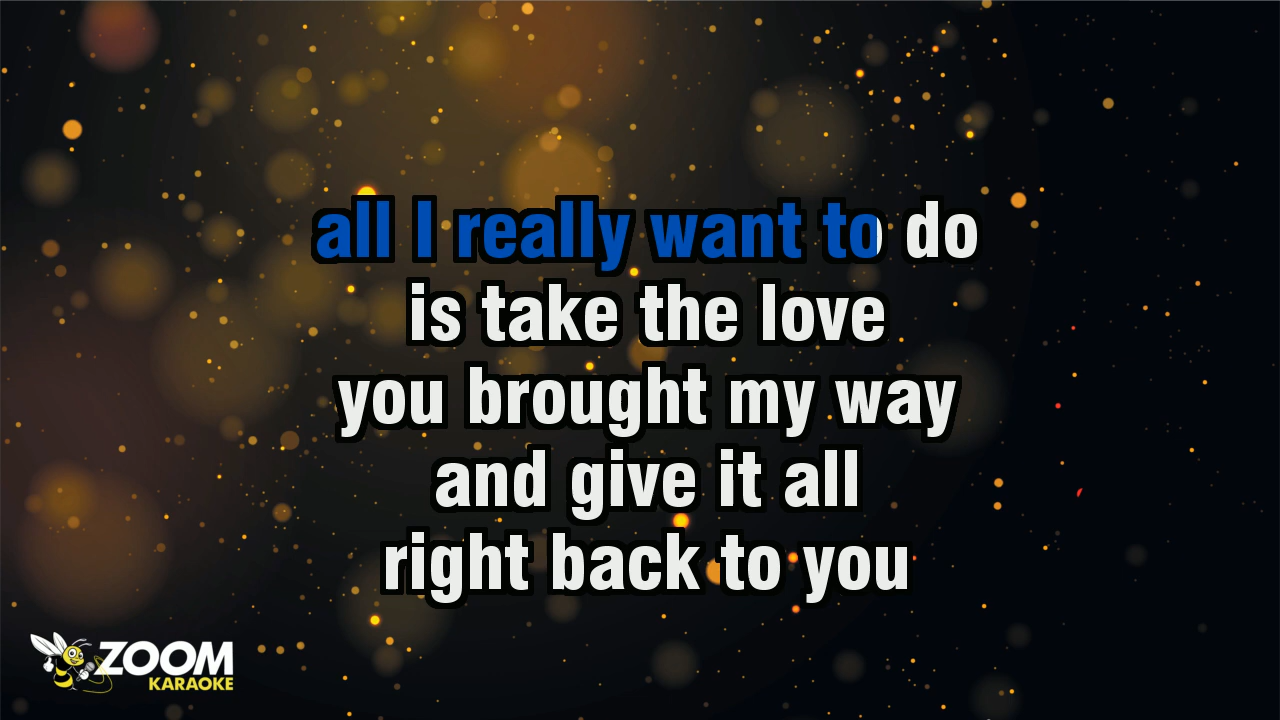 all I really want to do
is take the love
you brought my way
and give it all
right back to you
ZOOM
KARAOKE